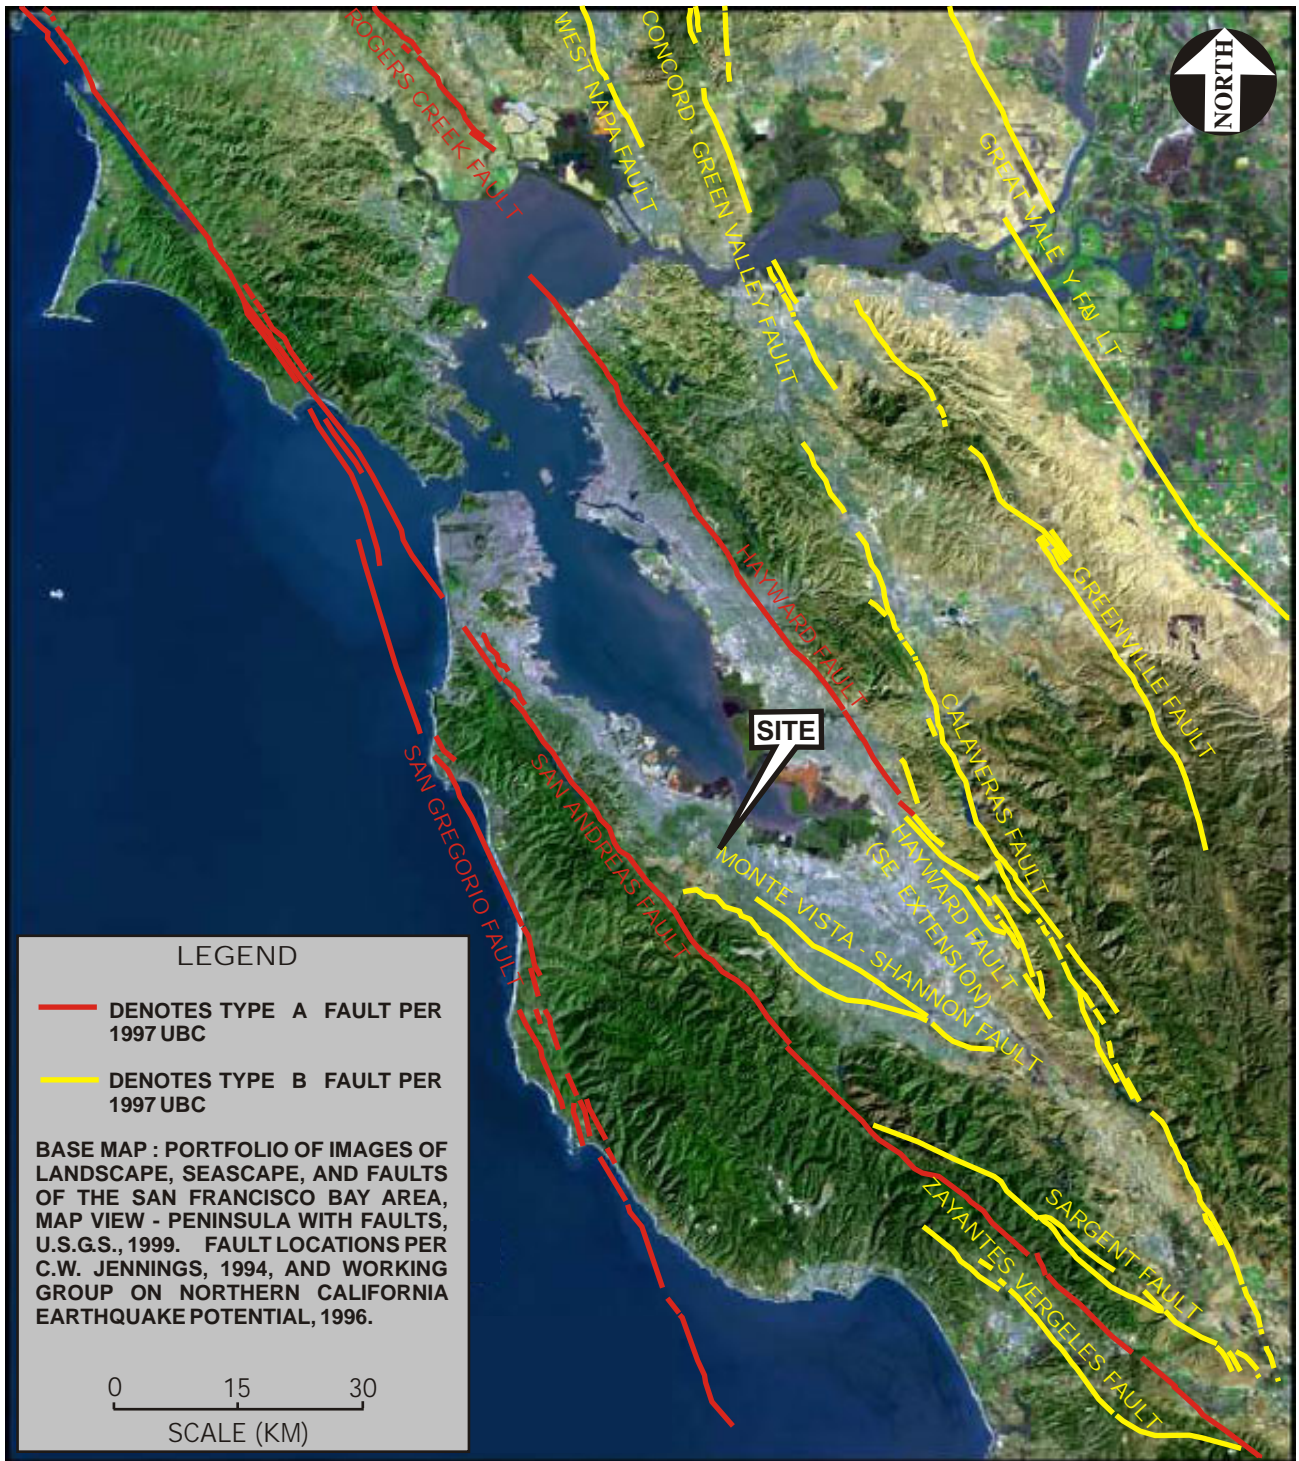 ROGERS CREEK FAULT
WEST NAPA FAULT
CONCORD - GREEN VALLEY FAULT
GREAT VALE Y FAU LT
NORTH
HAYWARD FAULT
GREENVILLE FAULT
CALAVERAS FAULT
SITE
SAN ANDREAS FAULT
SAN GREGORIO FAULT
MONTE VISTA - SHANNON FAULT
HAYWARD FAULT
(SE EXTENSION)
SARGENT FAULT
ZAYANTES VERGELES FAULT
LEGEND
DENOTES TYPE A FAULT PER
1997 UBC
DENOTES TYPE B FAULT PER
1997 UBC
BASE MAP : PORTFOLIO OF IMAGES OF
LANDSCAPE, SEASCAPE, AND FAULTS
OF THE SAN FRANCISCO BAY AREA,
MAP VIEW - PENINSULA WITH FAULTS,
U.S.G.S., 1999. FAULT LOCATIONS PER
C.W. JENNINGS, 1994, AND WORKING
GROUP ON NORTHERN CALIFORNIA
EARTHQUAKE POTENTIAL, 1996.
0 15 30
SCALE (KM)